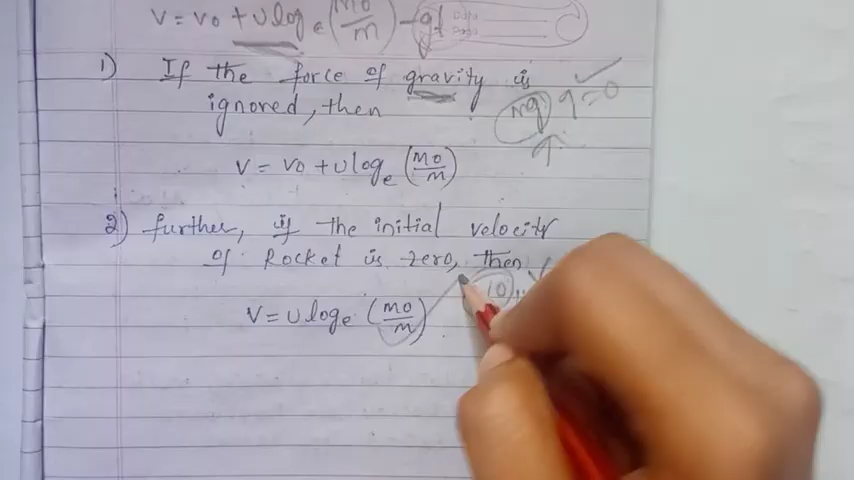 V = V0 + U loge (M0/m) - gt
1) If the force of gravity is
ignored, then
mg g=0
V = V0 + U loge (M0/m)
2) further, if the initial velocity
of Rocket is zero, then
V = U loge (M0/m)